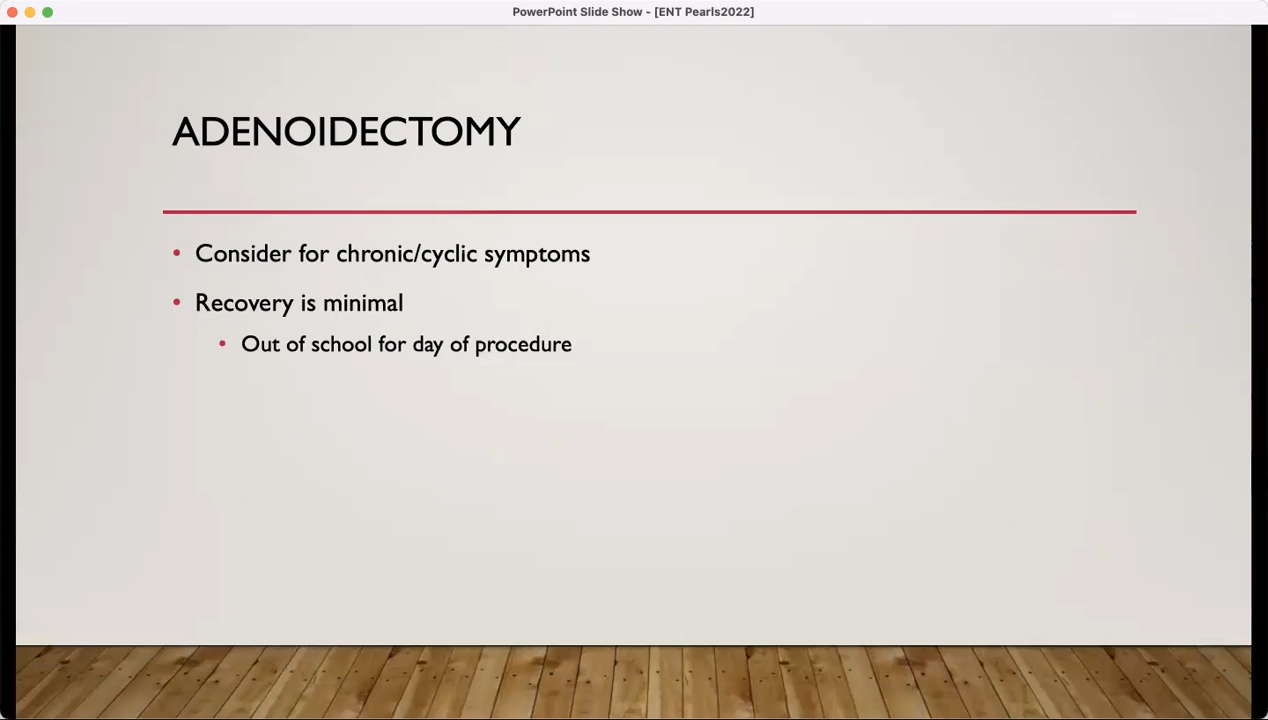 PowerPoint Slide Show - [ENT Pearls2022]
ADENOIDECTOMY
• Consider for chronic/cyclic symptoms
• Recovery is minimal
• Out of school for day of procedure